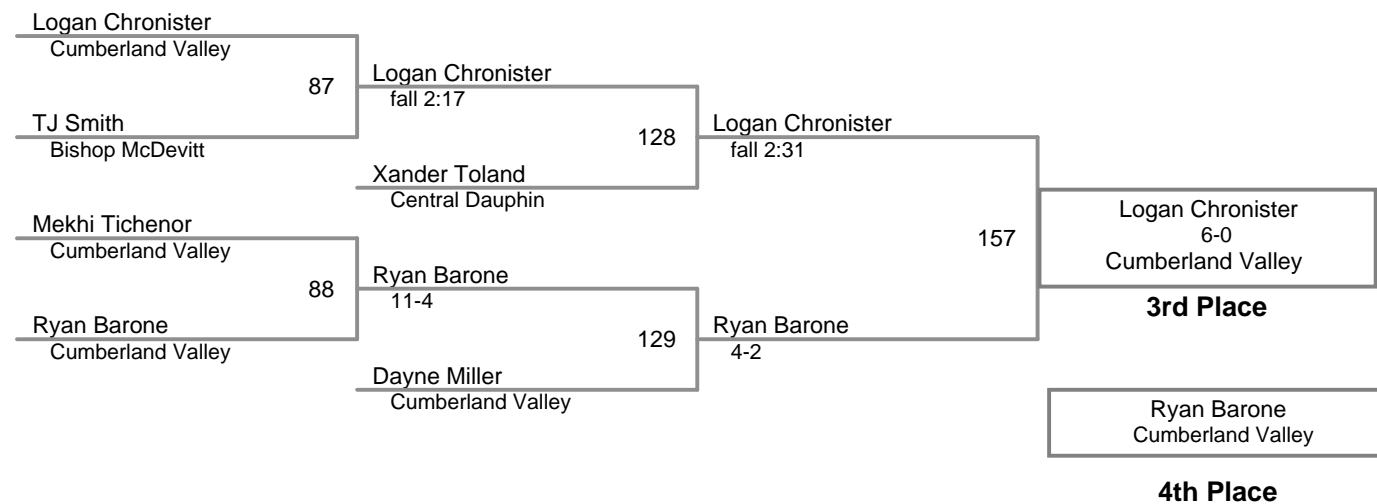 Logan Chronister
Cumberland Valley
87
TJ Smith
Bishop McDevitt
Mekhi Tichenor
Cumberland Valley
88
Ryan Barone
Cumberland Valley
Logan Chronister
fall 2:17
128
Xander Toland
Central Dauphin
Ryan Barone
11-4
129
Dayne Miller
Cumberland Valley
Logan Chronister
fall 2:31
157
Ryan Barone
4-2
Logan Chronister
6-0
Cumberland Valley
3rd Place
Ryan Barone
Cumberland Valley
4th Place